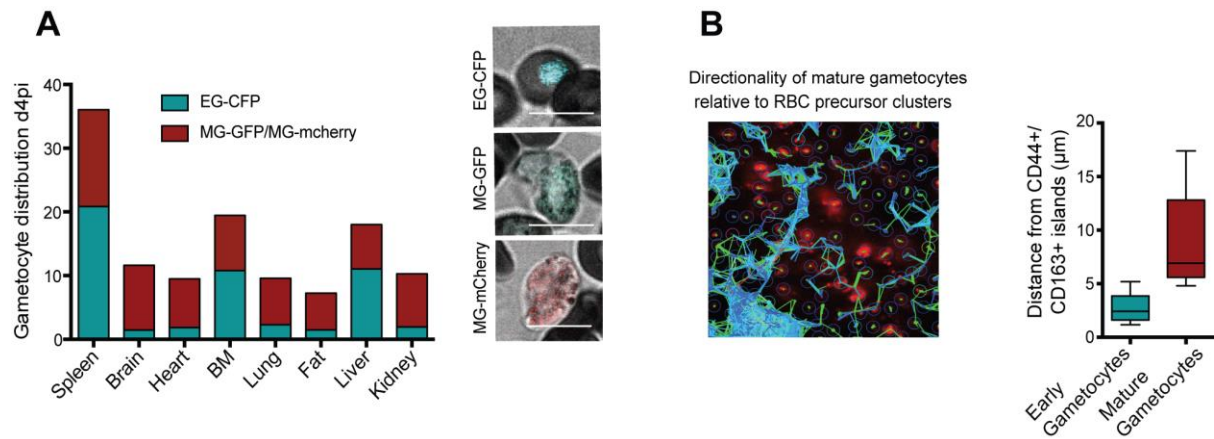 A
Gametocyte distribution d4pi
40
30
20
10
0
EG-CFP
MG-GFP/MG-mcherry
Spleen
Brain
Heart
BM
Lung
Fat
Liver
Kidney
EG-CFP
MG-GFP
MG-mCherry
B
Directionality of mature gametocytes
relative to RBC precursor clusters
Distance from CD44+/
CD163+ islands (μm)
20
15
10
5
0
Early
Gametocytes
Mature
Gametocytes